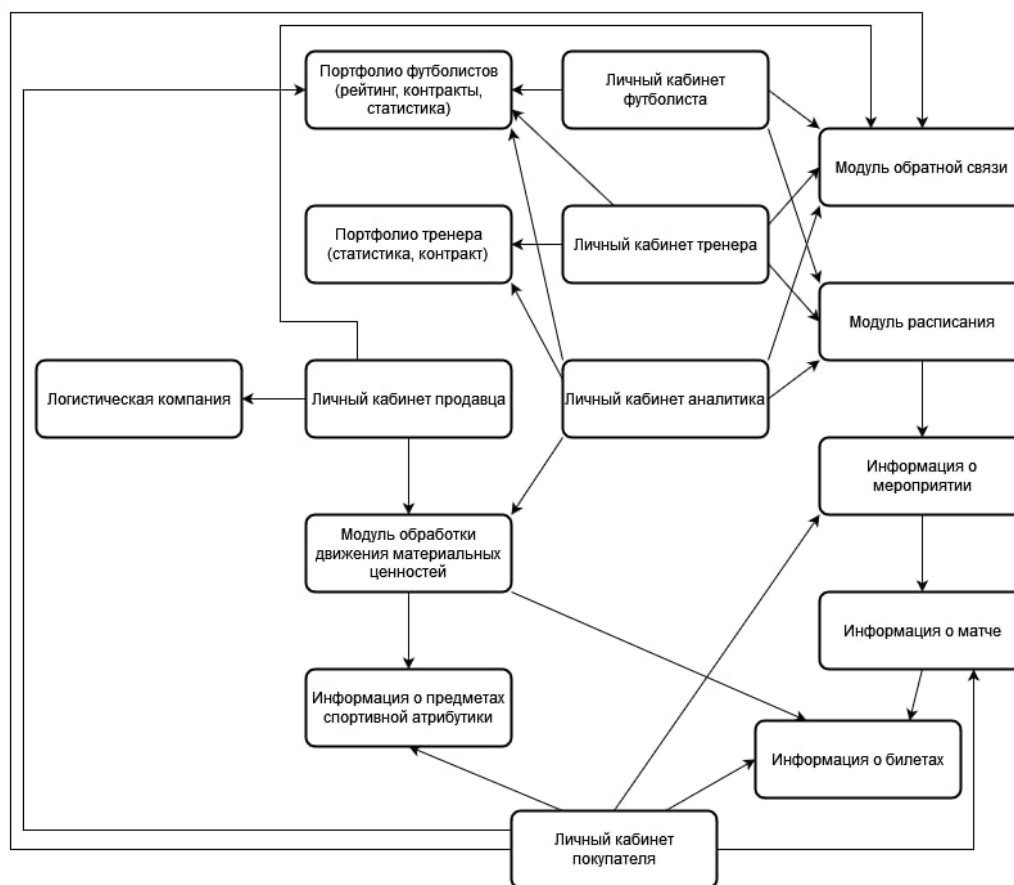 Портфолио футболистов
(рейтинг, контракты,
статистика)
Личный кабинет
футболиста
Модуль обратной связи
Портфолио тренера
(статистика, контракт)
Личный кабинет тренера
Модуль расписания
Логистическая компания
Личный кабинет продавца
Личный кабинет аналитика
Информация о
мероприятии
Модуль обработки
движения материальных
ценностей
Информация о матче
Информация о предметах
спортивной атрибутики
Информация о билетах
Личный кабинет
покупателя